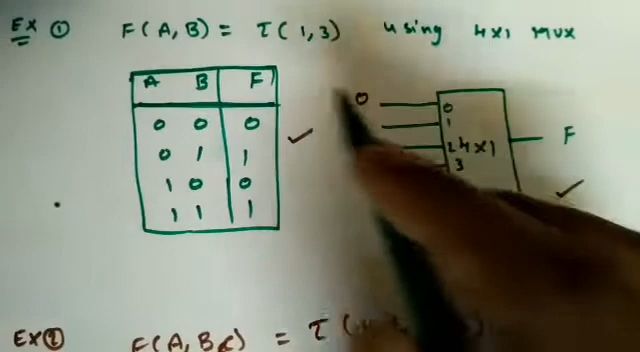 Ex ① F(A, B) = Σ(1, 3) using 4x1 mux
A B F
0 0 0
0 1 1
1 0 0
1 1 1
0
0
1
2 4x1 F
3
Ex ② F(A, B C) = Σ(